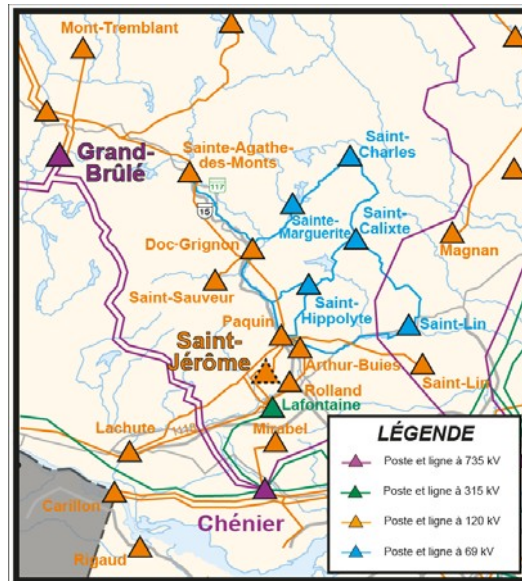 Mont-Tremblant
Sainte-Agathe-
des-Monts
Saint-
Charles
Grand-
Brûlé
117
15
Sainte-
Marguerite
Saint-
Calixte
Doc-Grignon
Magnan
Saint-Sauveur
Saint-
Hippolyte
Paquin
Saint-Lin
Saint-
Jérôme
Arthur-Buies
Saint-Lin
Rolland
Lafontaine
Lachute
Mirabel
Carillon
Chénier
Rigaud
LÉGENDE
Poste et ligne à 735 kV
Poste et ligne à 315 kV
Poste et ligne à 120 kV
Poste et ligne à 69 kV